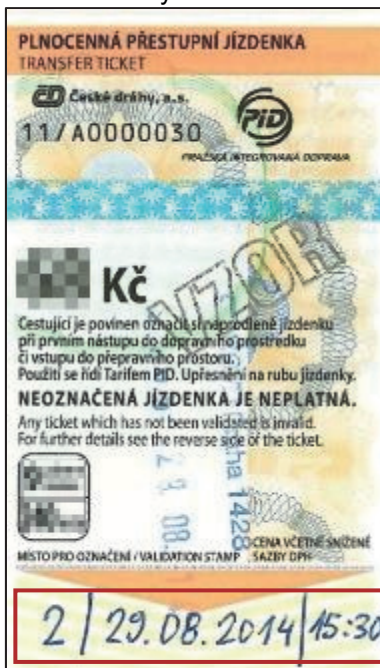 PLNOCENNÁ PŘESTUPNÍ JÍZDENKA
TRANSFER TICKET
ČD České dráhy, a.s.
11/A0000030
PID
PRAŽSKÁ INTEGROVANÁ DOPRAVA
Kč
VZOR
Cestující je povinen označit si neprodleně jízdenku
při prvním nástupu do dopravního prostředku
či vstupu do přepravního prostoru.
Použití se řídí Tarifem PID. Upřesnění na rubu jízdenky.
NEOZNAČENÁ JÍZDENKA JE NEPLATNÁ.
Any ticket which has not been validated is invalid.
For further details see the reverse side of the ticket.
CENA VČETNĚ SNÍŽENÉ
MÍSTO PRO OZNAČENÍ / VALIDATION STAMP SAZBY DPH
2 | 29.08.2014 | 15:30